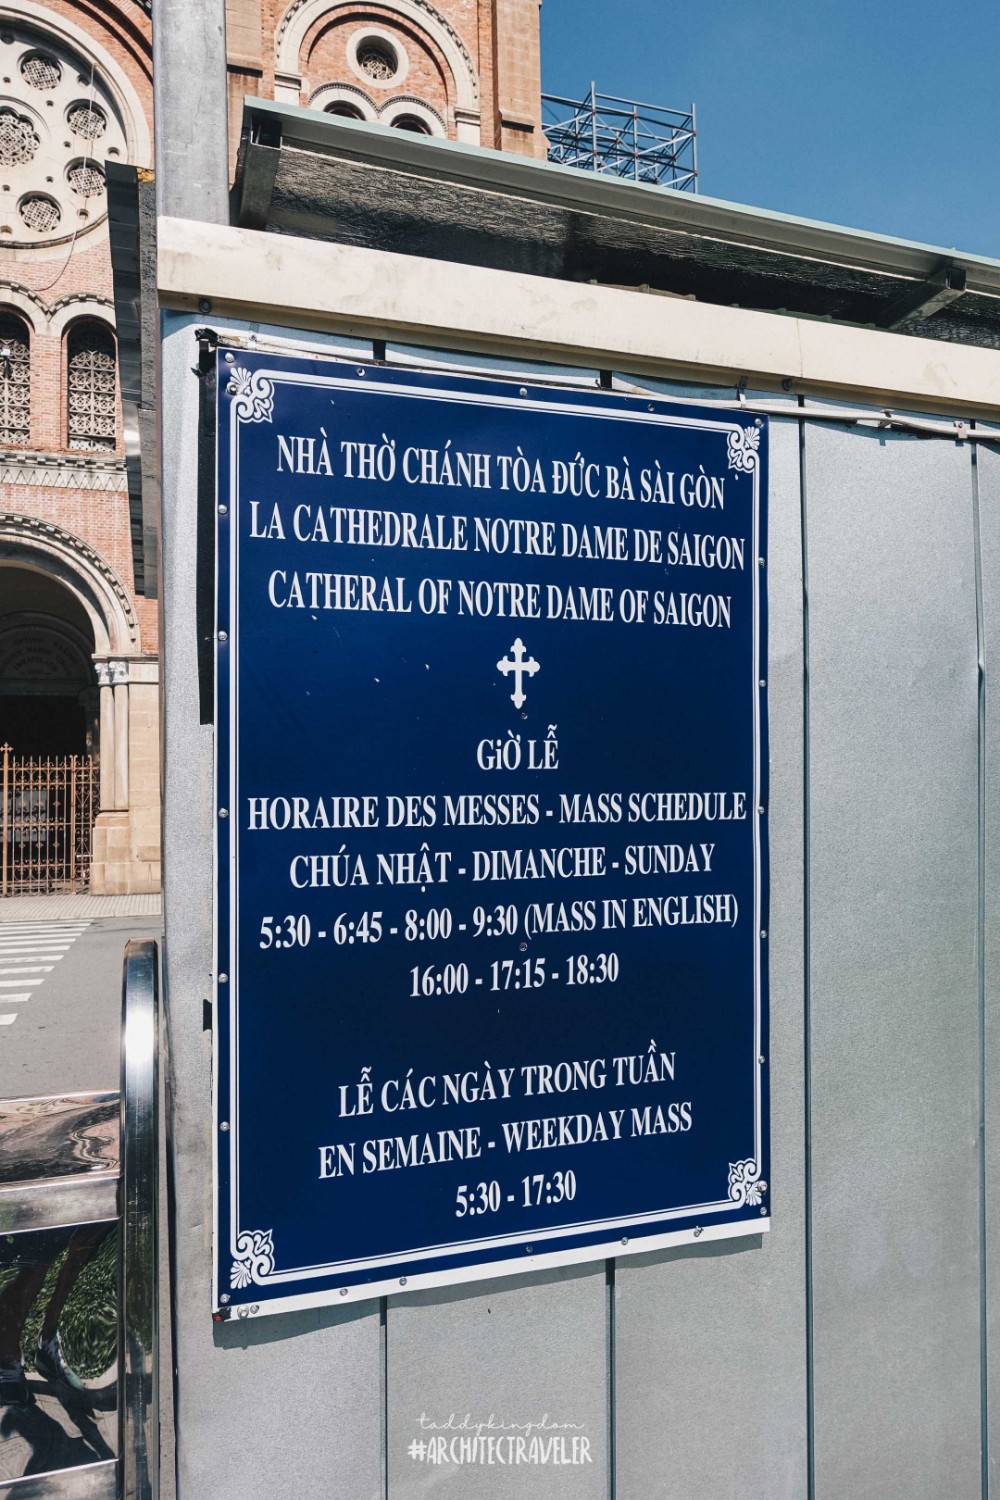 NHÀ THỜ CHÁNH TÒA ĐỨC BÀ SÀI GÒN
LA CATHEDRALE NOTRE DAME DE SAIGON
CATHERAL OF NOTRE DAME OF SAIGON
GiỜ LỄ
HORAIRE DES MESSES - MASS SCHEDULE
CHÚA NHẬT - DIMANCHE - SUNDAY
5:30 - 6:45 - 8:00 - 9:30 (MASS IN ENGLISH)
16:00 - 17:15 - 18:30
LỄ CÁC NGÀY TRONG TUẦN
EN SEMAINE - WEEKDAY MASS
5:30 - 17:30
taddykingdom
#ARCHITECTRAVELER